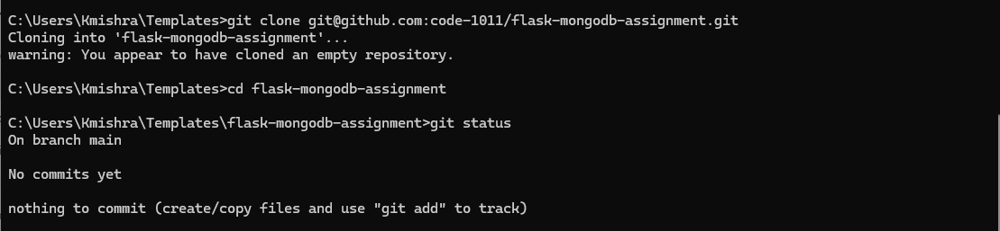 C:\Users\Kmishra\Templates>git clone git@github.com:code-1011/flask-mongodb-assignment.git
Cloning into 'flask-mongodb-assignment'...
warning: You appear to have cloned an empty repository.
C:\Users\Kmishra\Templates>cd flask-mongodb-assignment
C:\Users\Kmishra\Templates\flask-mongodb-assignment>git status
On branch main
No commits yet
nothing to commit (create/copy files and use "git add" to track)